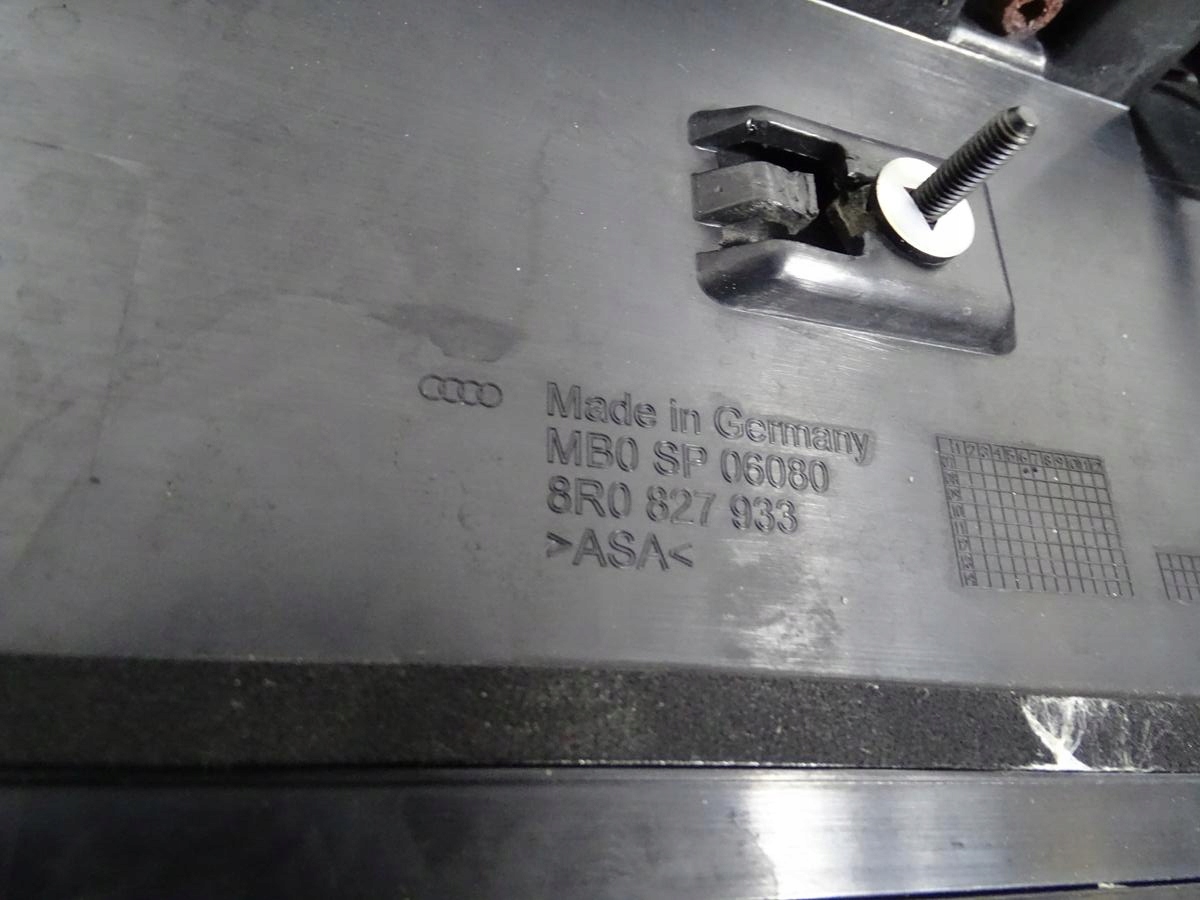 Made in Germany
MB0 SP 06080
8R0 827 933
>ASA<